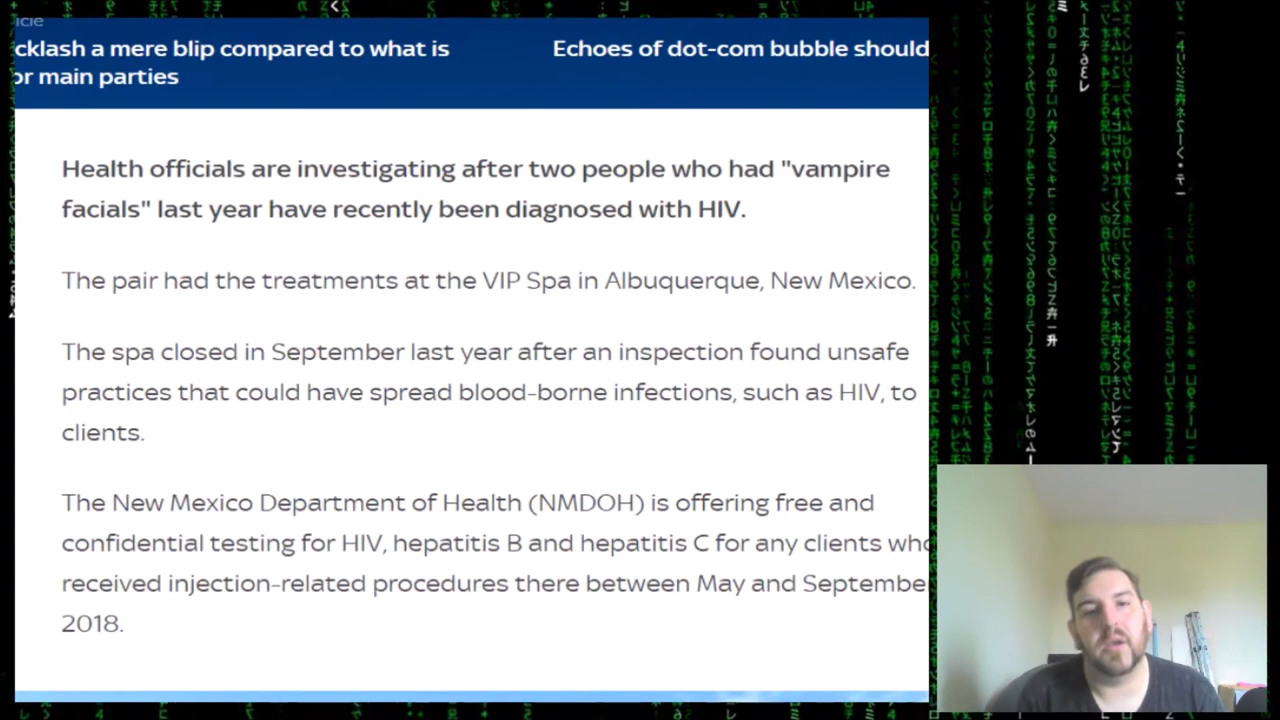 cklash a mere blip compared to what is
or main parties
Echoes of dot-com bubble should
Health officials are investigating after two people who had "vampire
facials" last year have recently been diagnosed with HIV.
The pair had the treatments at the VIP Spa in Albuquerque, New Mexico.
The spa closed in September last year after an inspection found unsafe
practices that could have spread blood-borne infections, such as HIV, to
clients.
The New Mexico Department of Health (NMDOH) is offering free and
confidential testing for HIV, hepatitis B and hepatitis C for any clients who
received injection-related procedures there between May and Septembe
2018.